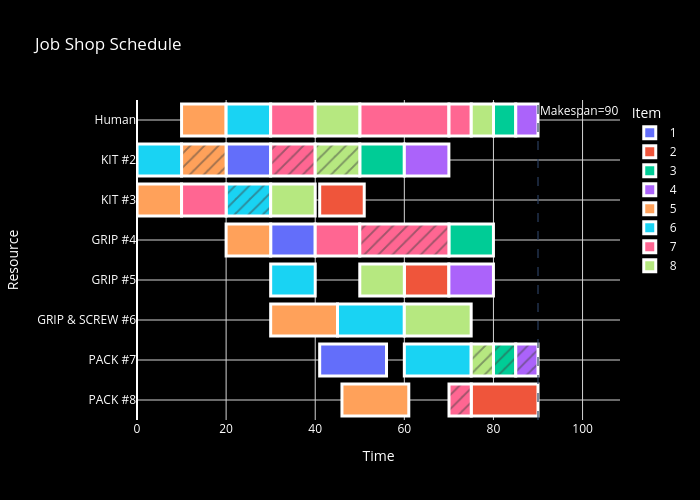 Job Shop Schedule
Makespan=90
Item
1
2
3
4
5
6
7
8
Resource
Human
KIT #2
KIT #3
GRIP #4
GRIP #5
GRIP & SCREW #6
PACK #7
PACK #8
0 20 40 60 80 100
Time